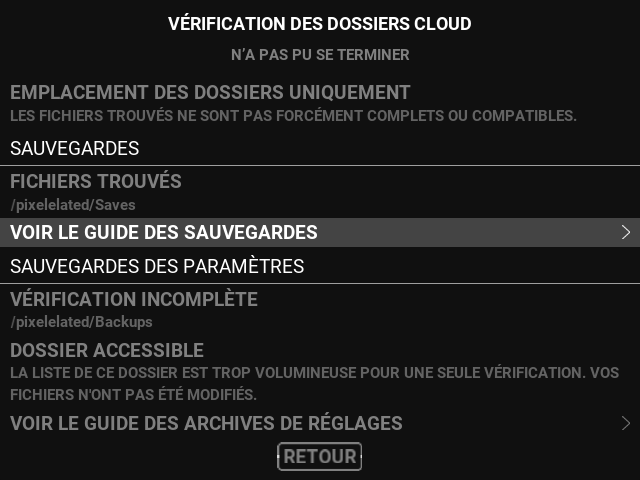 VÉRIFICATION DES DOSSIERS CLOUD
N’A PAS PU SE TERMINER
EMPLACEMENT DES DOSSIERS UNIQUEMENT
LES FICHIERS TROUVÉS NE SONT PAS FORCÉMENT COMPLETS OU COMPATIBLES.
SAUVEGARDES
FICHIERS TROUVÉS
/pixelelated/Saves
VOIR LE GUIDE DES SAUVEGARDES
SAUVEGARDES DES PARAMÈTRES
VÉRIFICATION INCOMPLÈTE
/pixelelated/Backups
DOSSIER ACCESSIBLE
LA LISTE DE CE DOSSIER EST TROP VOLUMINEUSE POUR UNE SEULE VÉRIFICATION. VOS
FICHIERS N'ONT PAS ÉTÉ MODIFIÉS.
VOIR LE GUIDE DES ARCHIVES DE RÉGLAGES
RETOUR